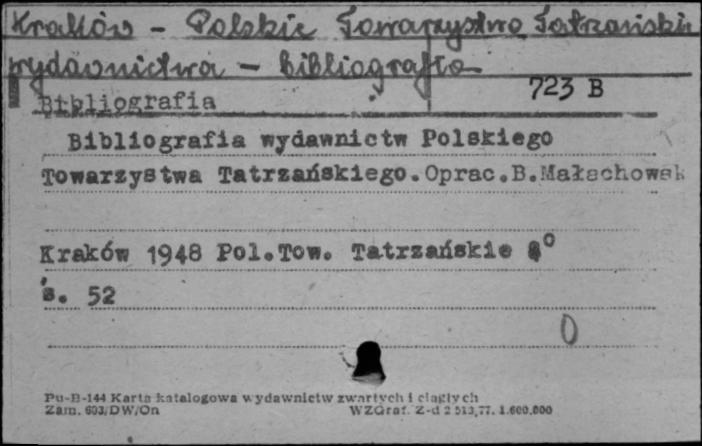 Kraków - Polskie Towarzystwo Tatrzańskie
wydawnictwa - bibliografia
723 B
Bibliografia
Bibliografia wydawnictw Polskiego
Towarzystwa Tatrzańskiego.Oprac.B.Małachowsk
Kraków 1948 Pol.Tow. Tatrzańskie 8°
s. 52
0
Pu-B-144 Karta katalogowa wydawnictw zwartych i ciągłych
Zam. 603/DW/On WZGraf. Z-d 2 513,77. 1.600.000